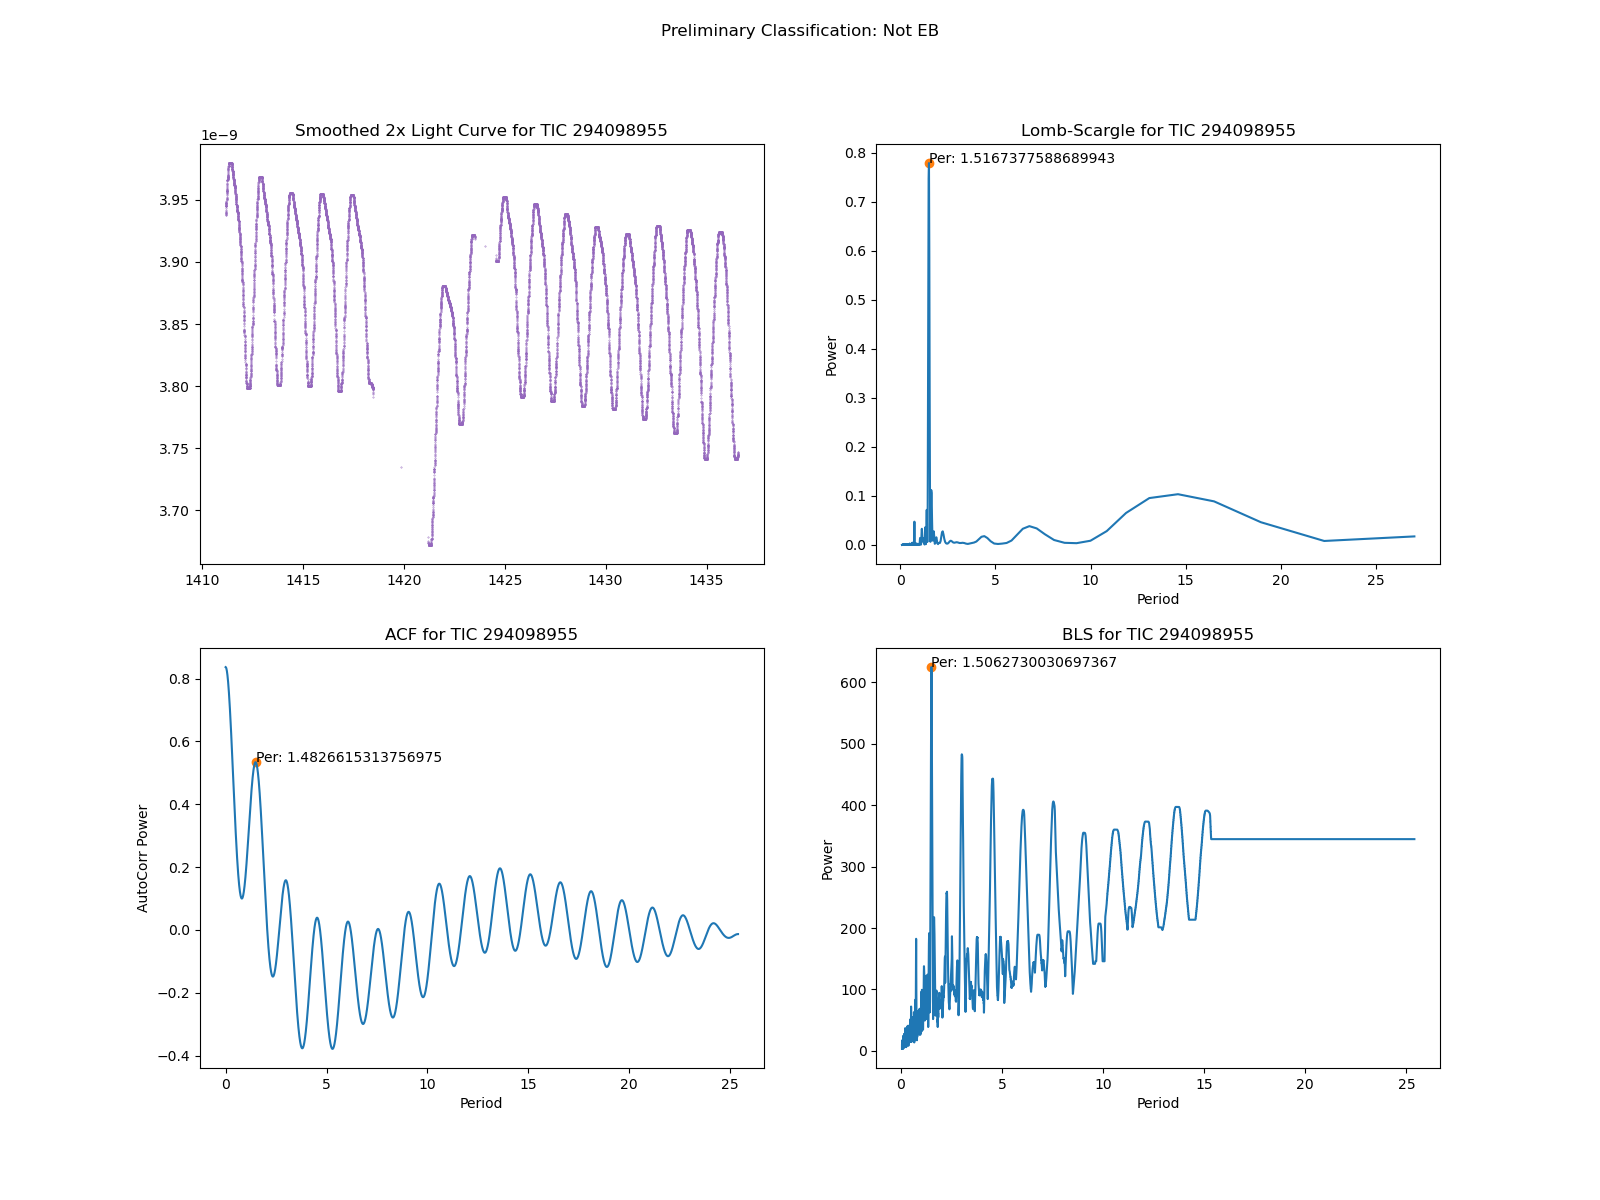 Preliminary Classification: Not EB
Smoothed 2x Light Curve for TIC 294098955
1e−9
3.95
3.90
3.85
3.80
3.75
3.70
1410 1415 1420 1425 1430 1435
Lomb-Scargle for TIC 294098955
Per: 1.5167377588689943
Power
0.8
0.7
0.6
0.5
0.4
0.3
0.2
0.1
0.0
0 5 10 15 20 25
Period
ACF for TIC 294098955
Per: 1.4826615313756975
AutoCorr Power
0.8
0.6
0.4
0.2
0.0
−0.2
−0.4
0 5 10 15 20 25
Period
BLS for TIC 294098955
Per: 1.5062730030697367
Power
600
500
400
300
200
100
0
0 5 10 15 20 25
Period